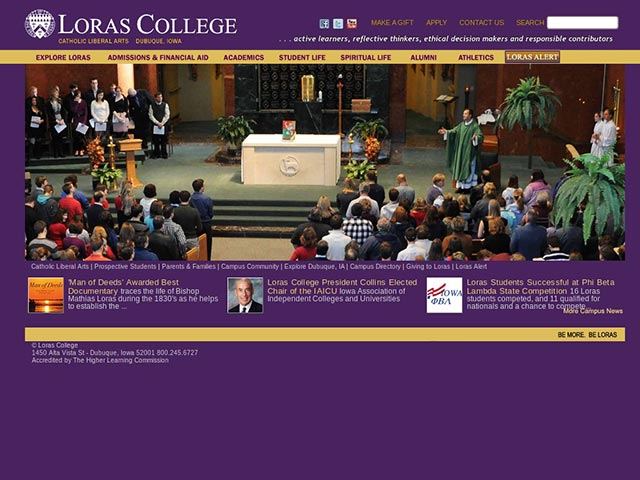 LORAS COLLEGE
CATHOLIC LIBERAL ARTS DUBUQUE, IOWA
MAKE A GIFT APPLY CONTACT US SEARCH
. . . active learners, reflective thinkers, ethical decision makers and responsible contributors
EXPLORE LORAS ADMISSIONS & FINANCIAL AID ACADEMICS STUDENT LIFE SPIRITUAL LIFE ALUMNI ATHLETICS LORAS ALERT
Catholic Liberal Arts | Prospective Students | Parents & Families | Campus Community | Explore Dubuque, IA | Campus Directory | Giving to Loras | Loras Alert
Man of Deeds
'Man of Deeds' Awarded Best
Documentary traces the life of Bishop
Mathias Loras during the 1830's as he helps
to establish the ...
Loras College President Collins Elected
Chair of the IAICU Iowa Association of
Independent Colleges and Universities
IOWA
ΦΒΛ
Loras Students Successful at Phi Beta
Lambda State Competition 16 Loras
students competed, and 11 qualified for
nationals and a chance to compete...
More Campus News
BE MORE. BE LORAS
© Loras College
1450 Alta Vista St - Dubuque, Iowa 52001 800.245.6727
Accredited by The Higher Learning Commission